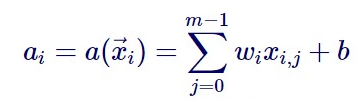 $a_i = a(\vec{x}_i) = \sum_{j=0}^{m-1} w_i x_{i,j} + b$